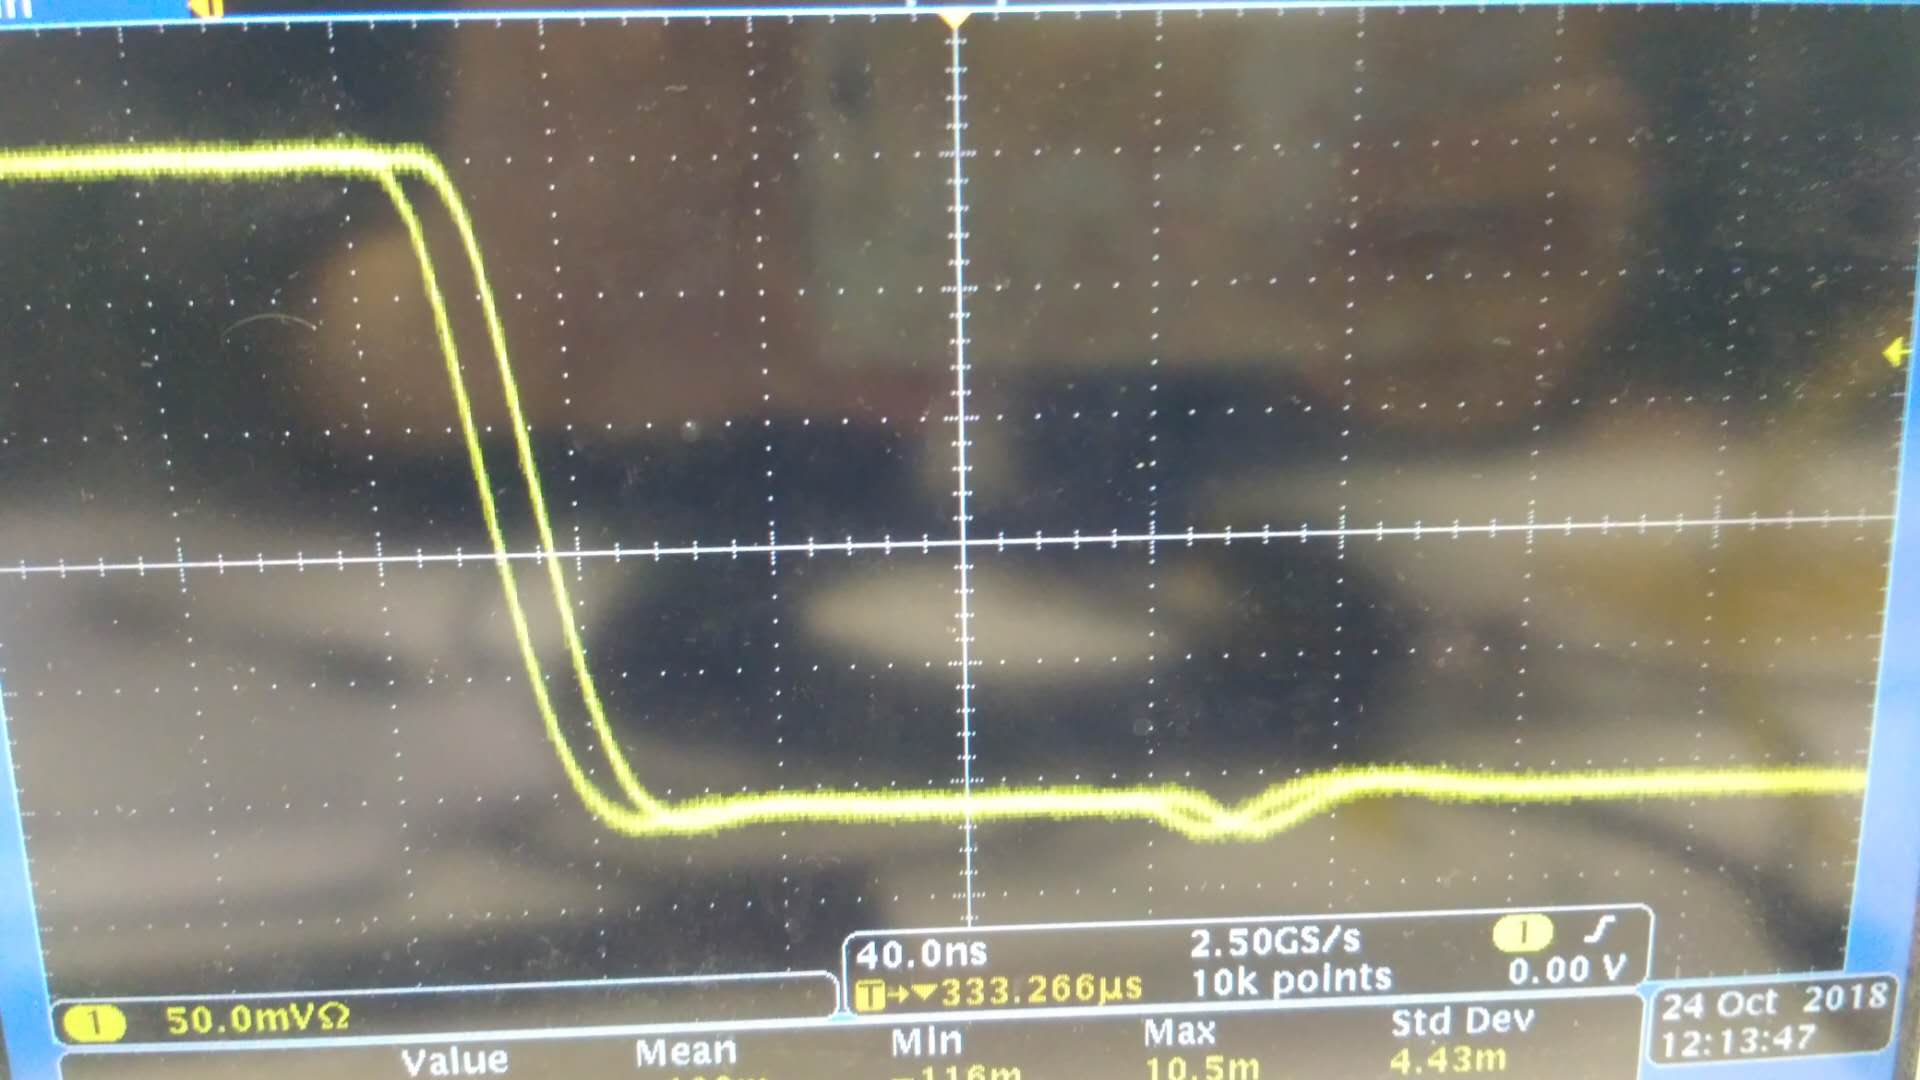 40.0ns 2.50GS/s 1
T→▼333.266µs 10k points 0.00 V
1 50.0mVΩ
24 Oct 2018
12:13:47
Value Mean Min Max Std Dev
-116m 10.5m 4.43m